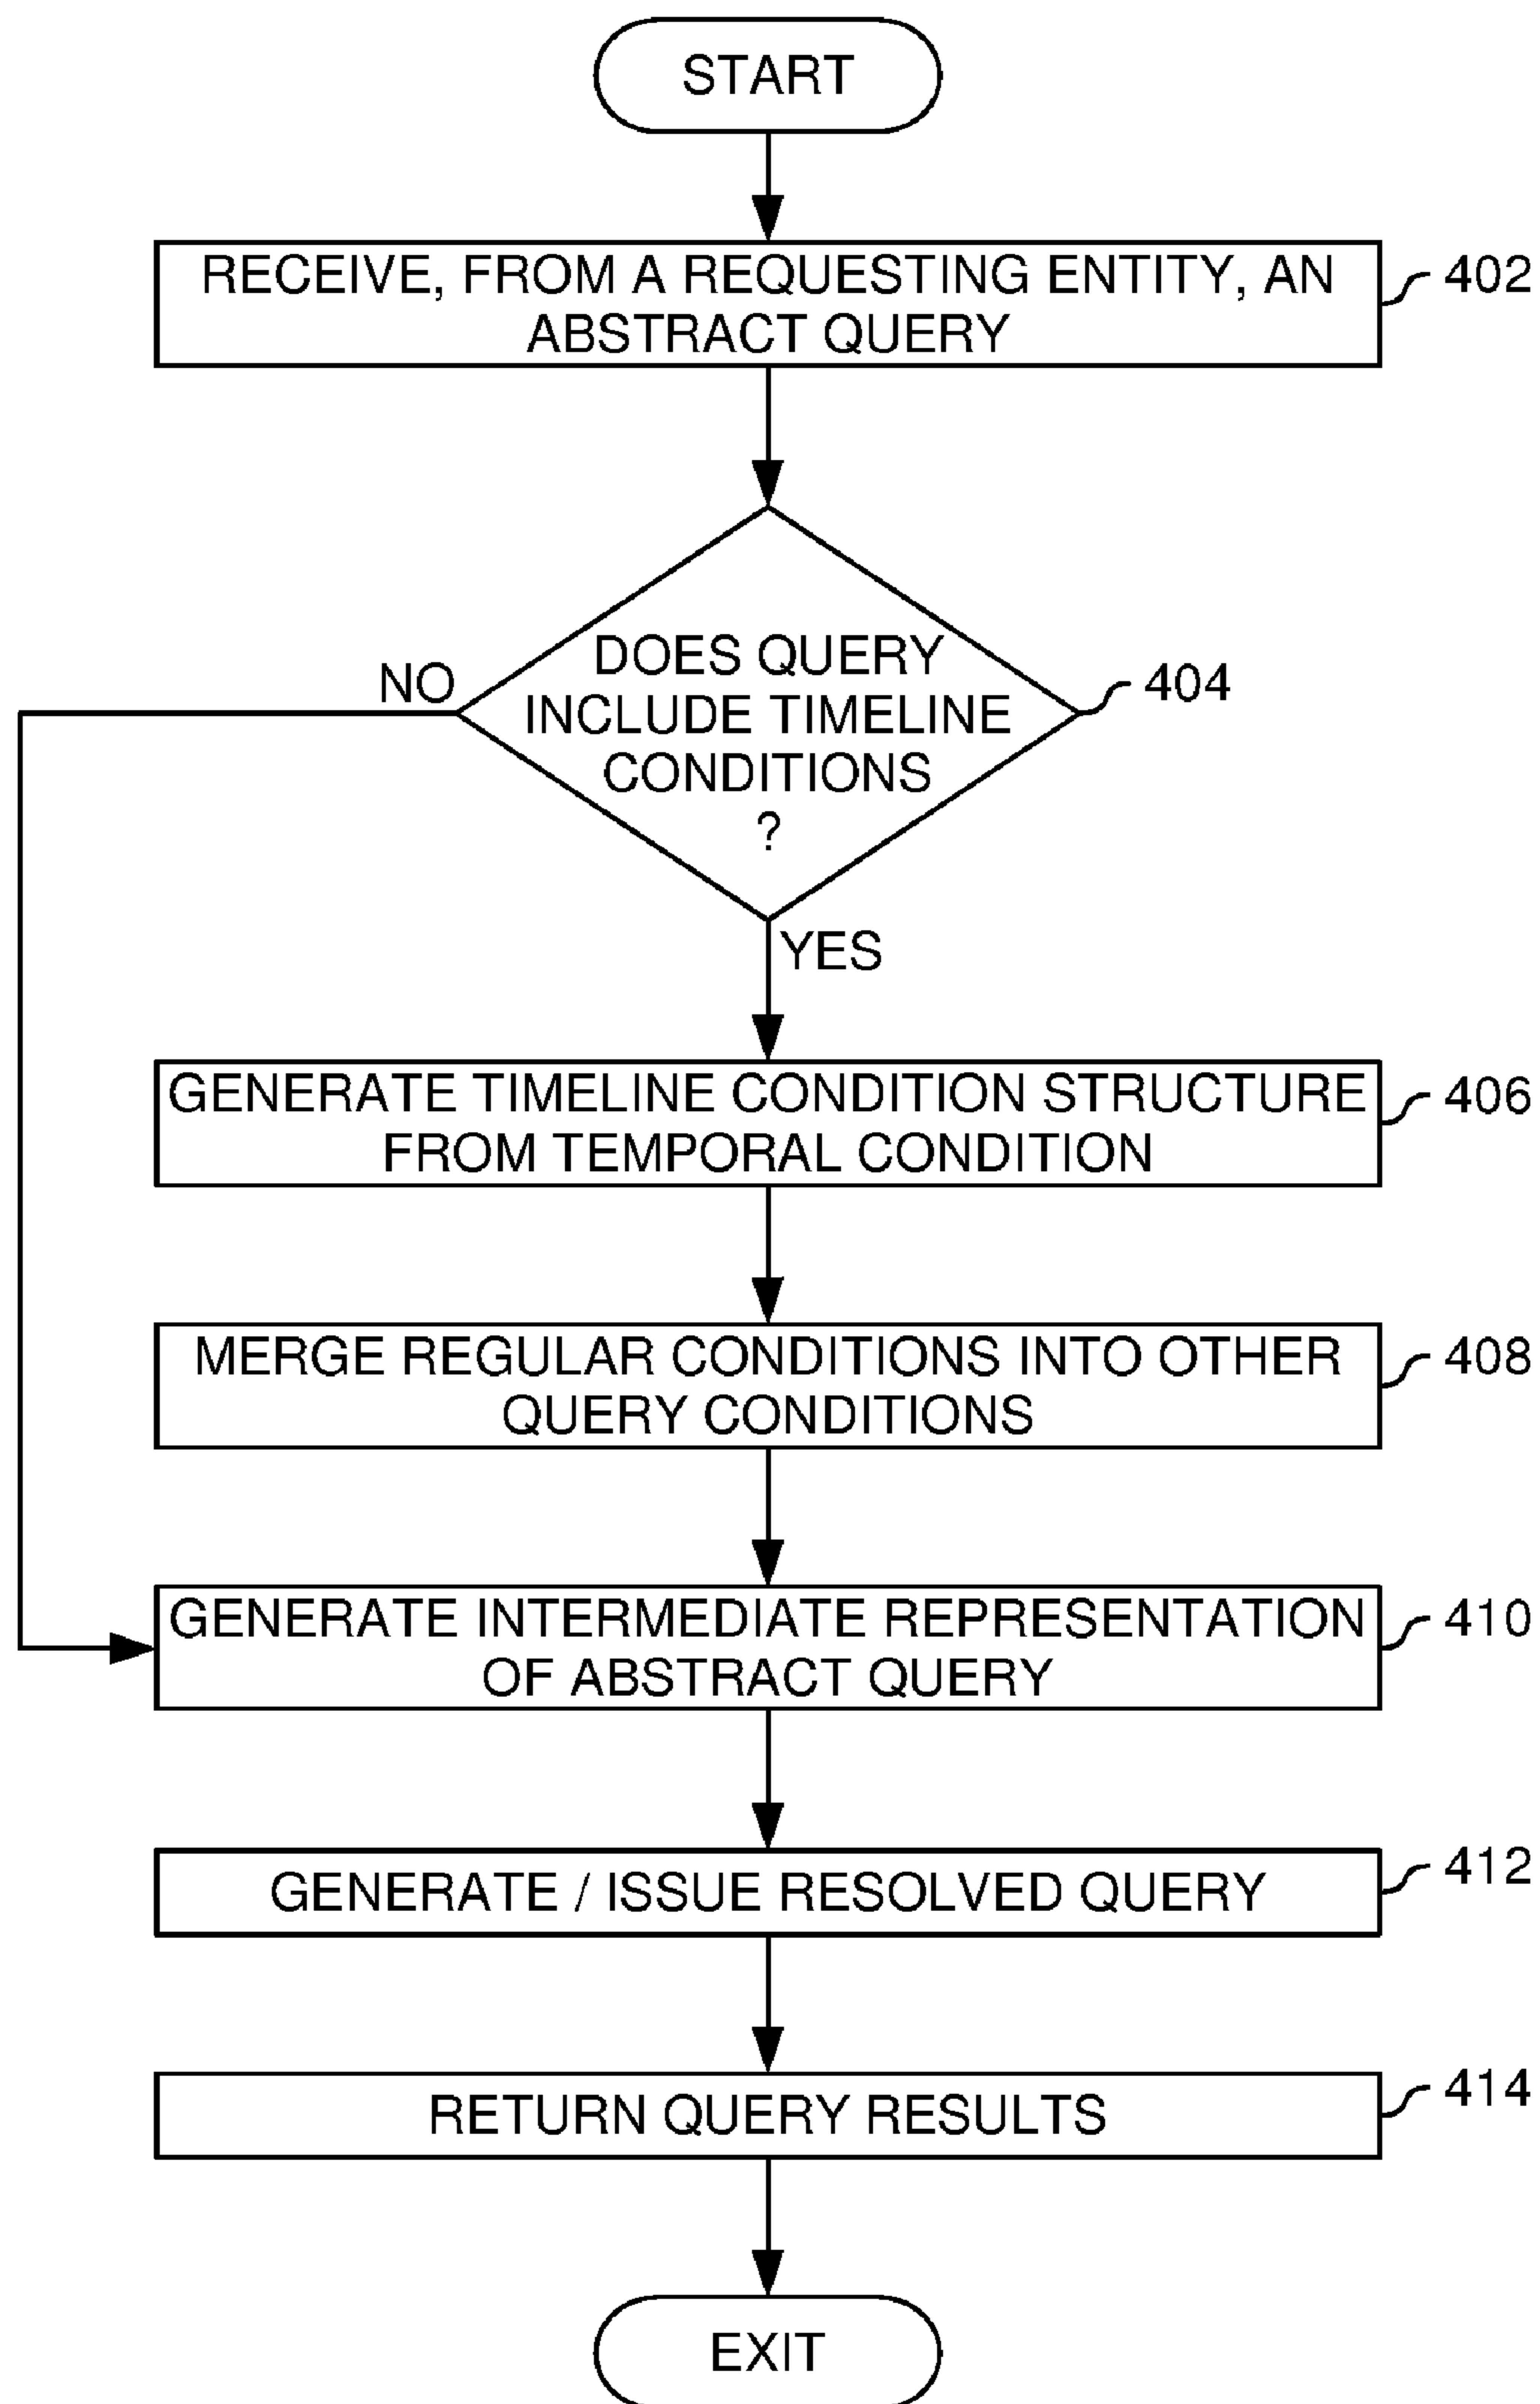 START
RECEIVE, FROM A REQUESTING ENTITY, AN
ABSTRACT QUERY
402
DOES QUERY
INCLUDE TIMELINE
CONDITIONS
?
404
NO
YES
GENERATE TIMELINE CONDITION STRUCTURE
FROM TEMPORAL CONDITION
406
MERGE REGULAR CONDITIONS INTO OTHER
QUERY CONDITIONS
408
GENERATE INTERMEDIATE REPRESENTATION
OF ABSTRACT QUERY
410
GENERATE / ISSUE RESOLVED QUERY
412
RETURN QUERY RESULTS
414
EXIT